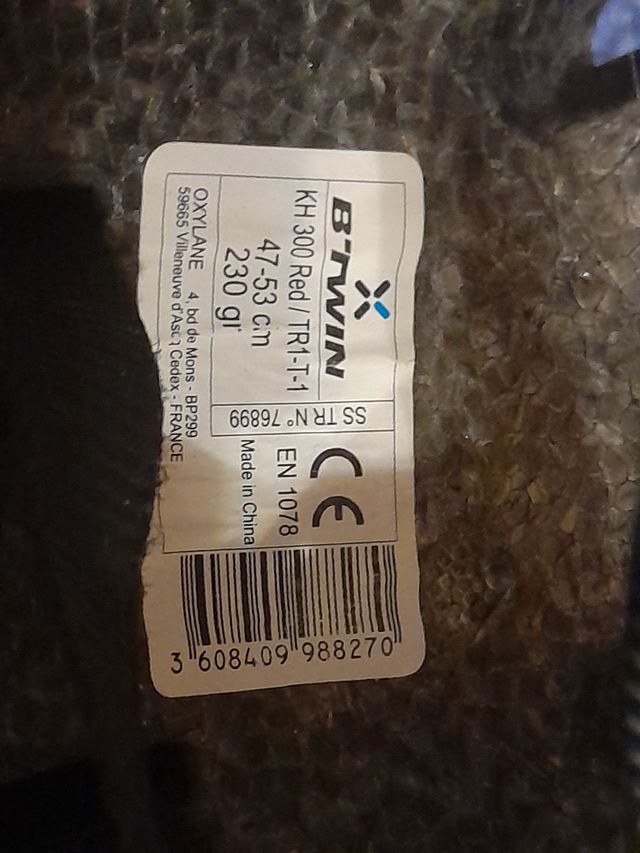 B'TWIN
KH 300 Red / TR1-T-1
47-53 cm
230 gr
OXYLANE 4, bd de Mons - BP299
59665 Villeneuve d'Ascq Cedex - FRANCE
SS TR N° 76899
CE
EN 1078
Made in China
3 608409 988270